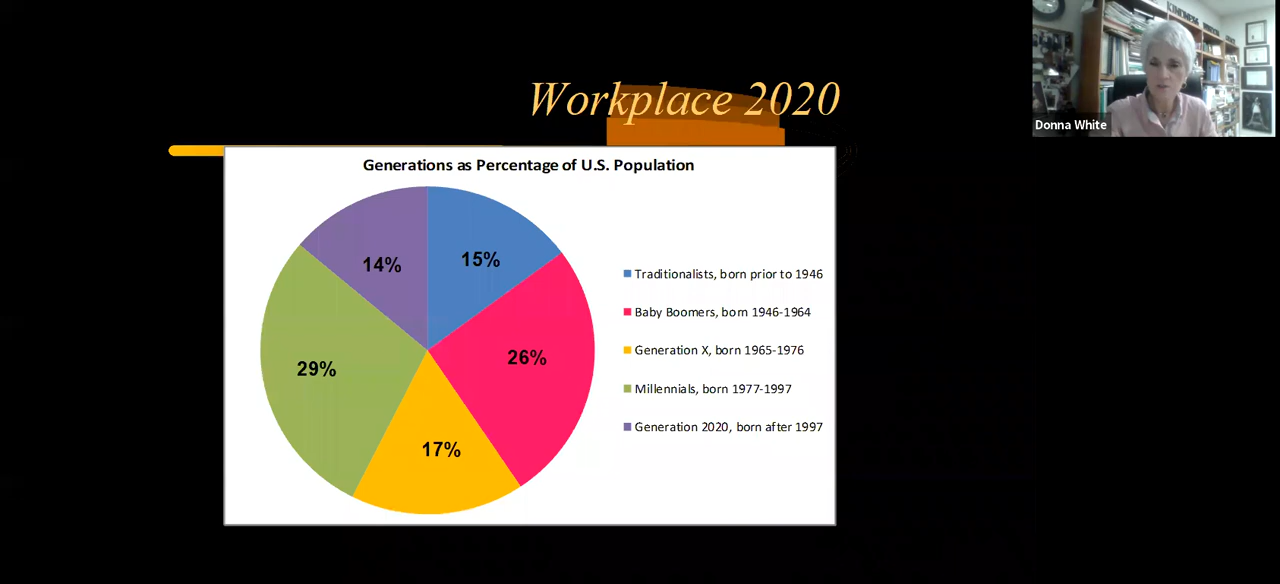 Workplace 2020
Donna White
Generations as Percentage of U.S. Population
14%
15%
29%
26%
17%
Traditionalists, born prior to 1946
Baby Boomers, born 1946-1964
Generation X, born 1965-1976
Millennials, born 1977-1997
Generation 2020, born after 1997
KINDNESS